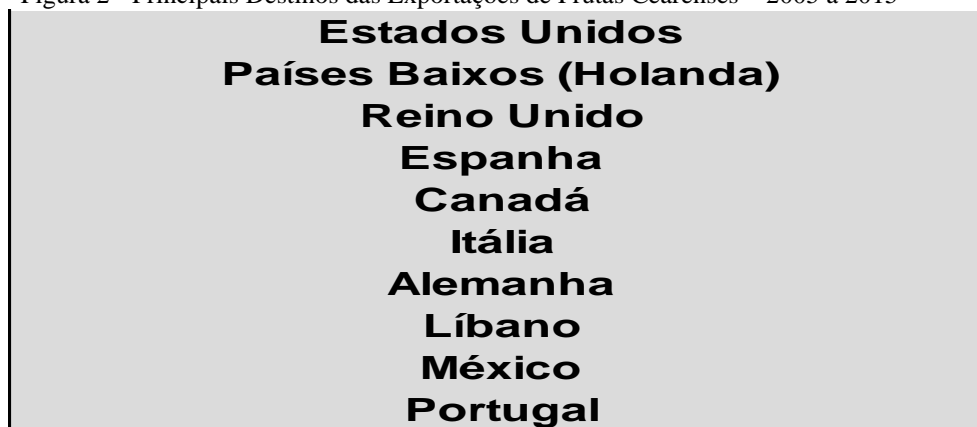 Figura 2 - Principais Destinos das Exportações de Frutas Cearenses – 2005 a 2015
Estados Unidos
Países Baixos (Holanda)
Reino Unido
Espanha
Canadá
Itália
Alemanha
Líbano
México
Portugal